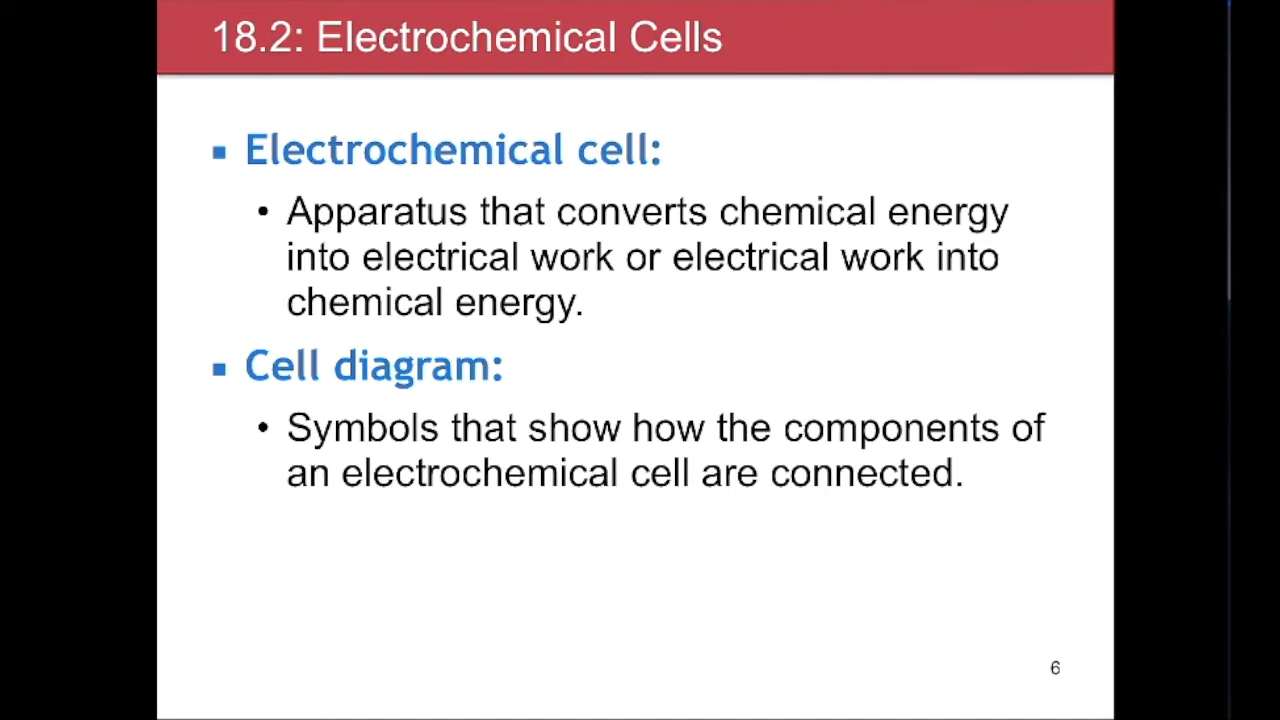 18.2: Electrochemical Cells
▪ Electrochemical cell:
• Apparatus that converts chemical energy
into electrical work or electrical work into
chemical energy.
▪ Cell diagram:
• Symbols that show how the components of
an electrochemical cell are connected.
6